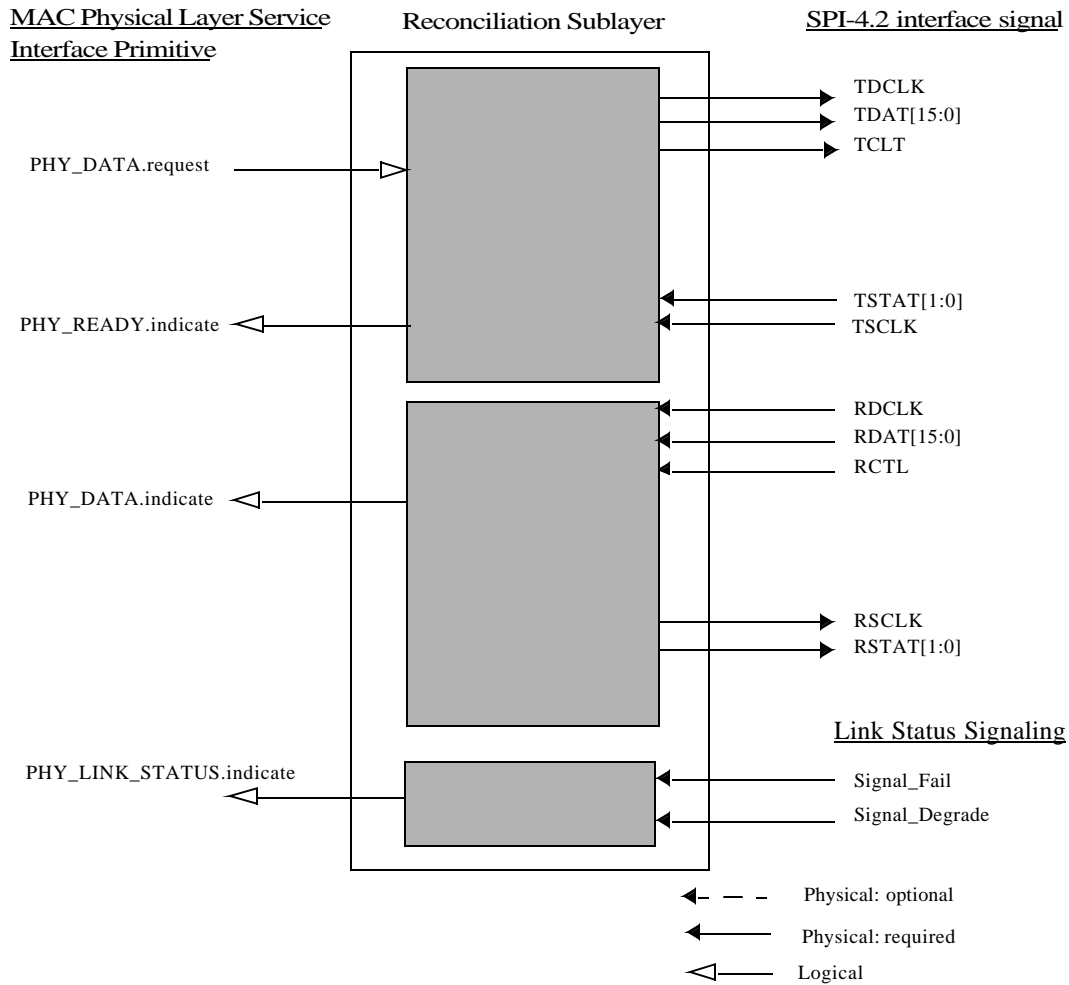 MAC Physical Layer Service
Interface Primitive
Reconciliation Sublayer
SPI-4.2 interface signal
TDCLK
TDAT[15:0]
TCLT
PHY_DATA.request
TSTAT[1:0]
TSCLK
PHY_READY.indicate
RDCLK
RDAT[15:0]
RCTL
PHY_DATA.indicate
RSCLK
RSTAT[1:0]
Link Status Signaling
PHY_LINK_STATUS.indicate
Signal_Fail
Signal_Degrade
Physical: optional
Physical: required
Logical